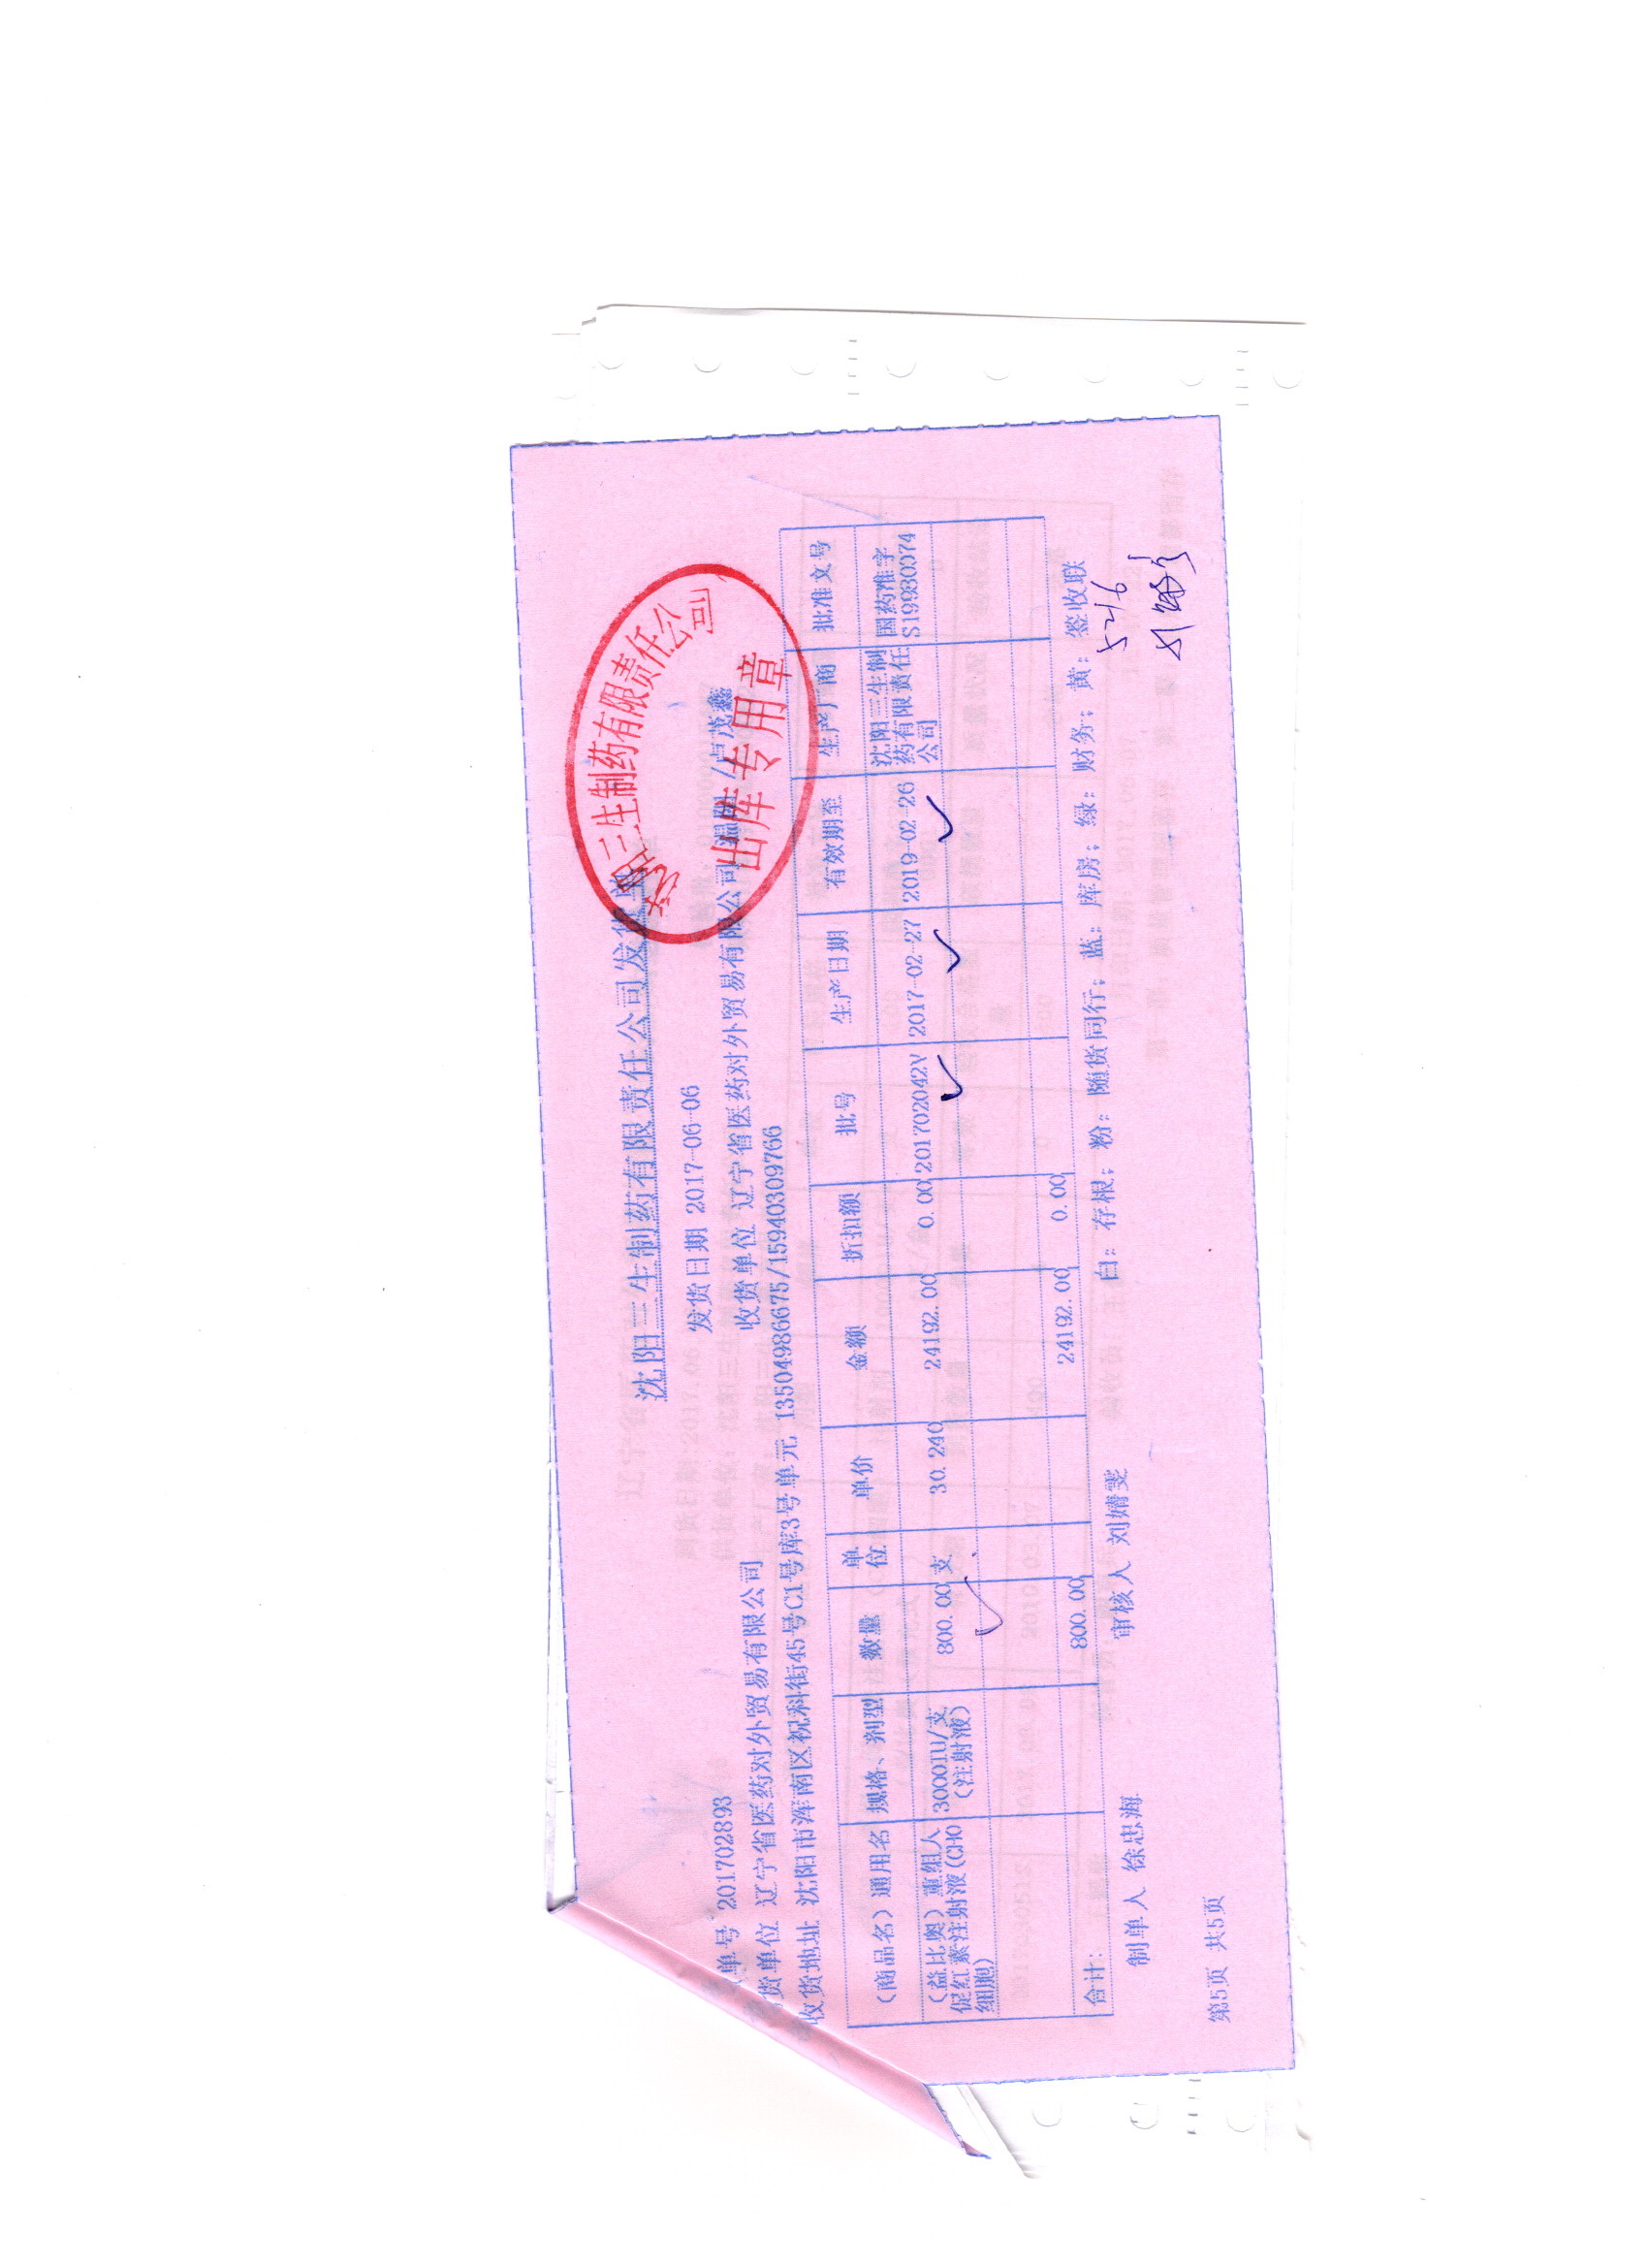 沈阳三生制药有限责任公司发货单
沈阳三生制药有限责任公司
出库专用章
发货日期 2017-06-06
单号 201702893
货单位 辽宁省医药对外贸易有限公司
收货单位 辽宁省医药对外贸易有限公司 温阳 /卢茂鑫
收货地址 沈阳市浑南区祝科街45号C1号库3号单元 13504986675/15940309766
(商品名)通用名 规格、剂型 数量 单位 单价 金额 折扣额 批号 生产日期 有效期至 生产厂商 批准文号
(益比奥)重组人促红素注射液(CHO细胞) 3000IU/支(注射液) 800.00 支 30.240 24192.00 0.00 201702042V 2017-02-27 2019-02-26 沈阳三生制药有限责任公司 国药准字S19980074
合计: 800.00 24192.00 0.00
制单人 徐忠海 审核人 刘婧雯 白: 存根; 粉: 随货同行; 蓝: 库房; 绿: 财务; 黄: 签收联
5216
第5页 共5页